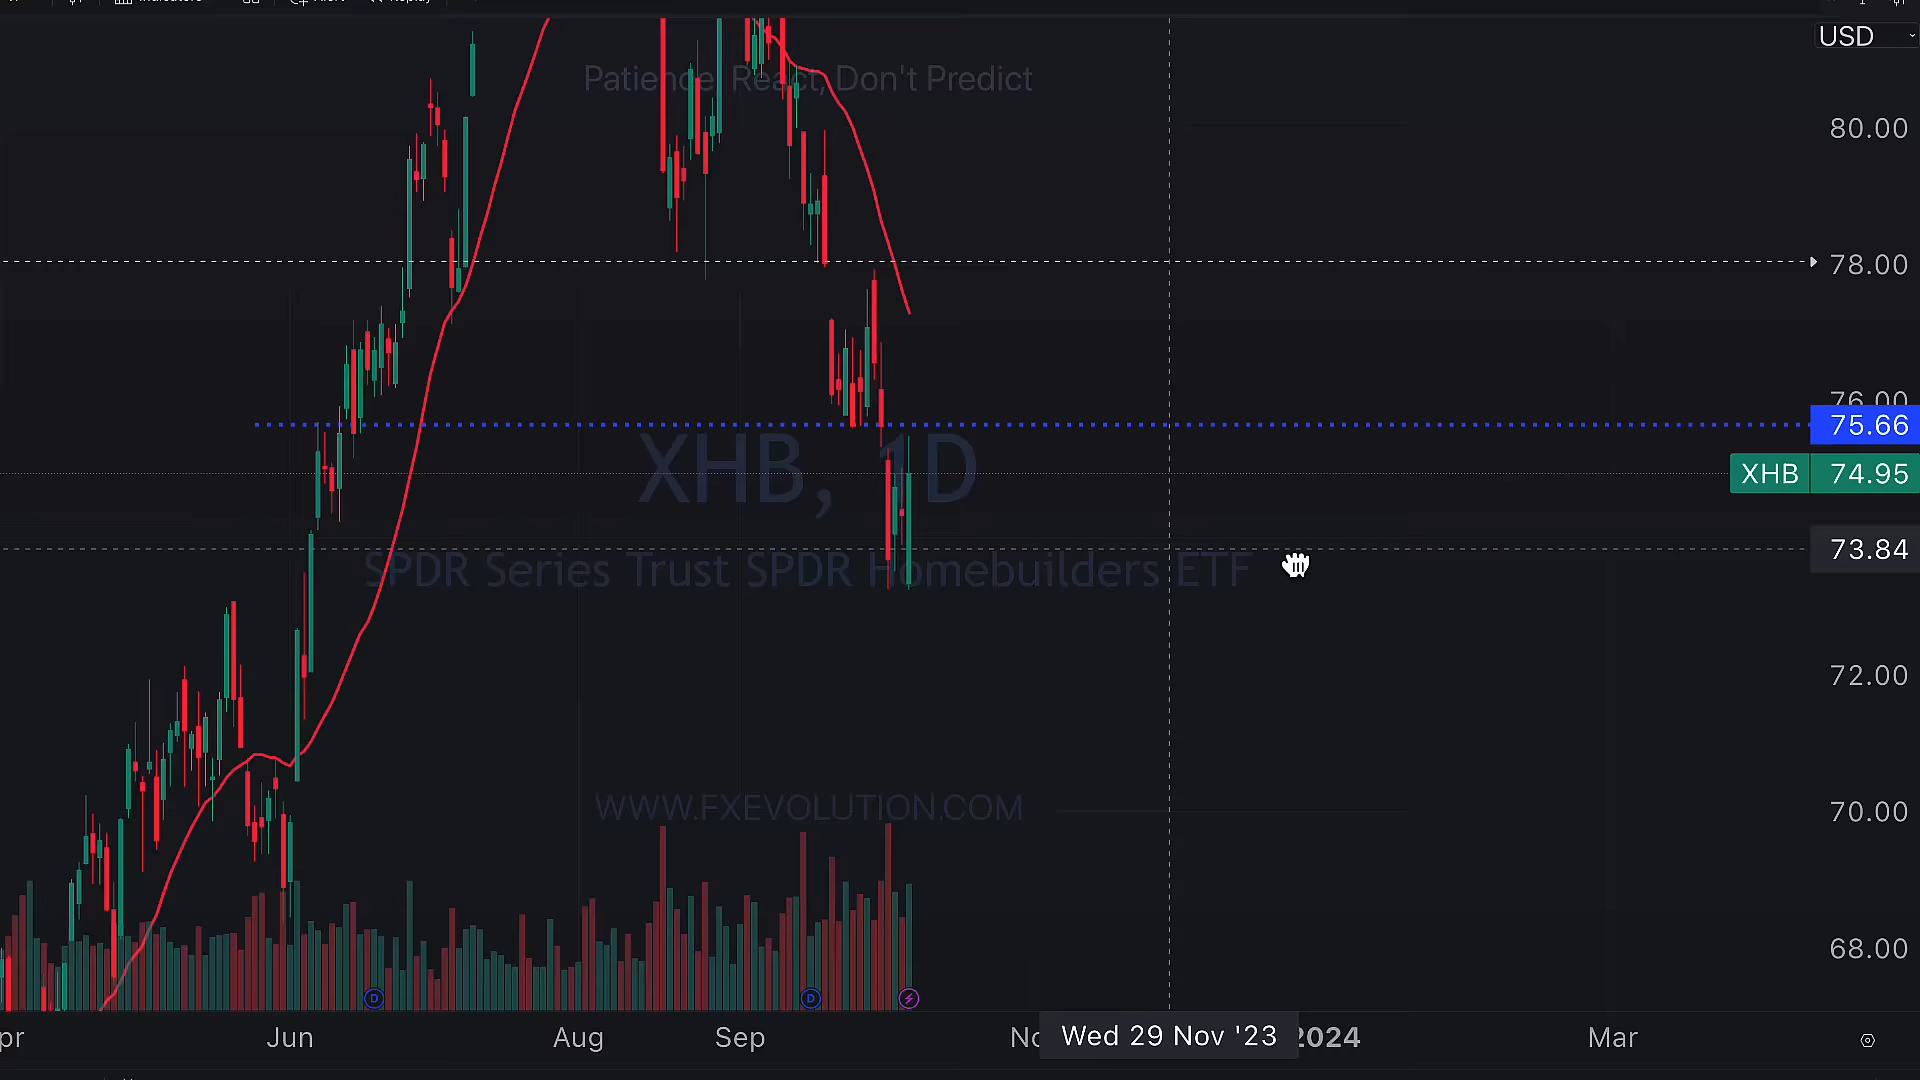 USD
Patience, React, Don't Predict
80.00
78.00
76.00
75.66
XHB, 1D
XHB 74.95
SPDR Series Trust SPDR Homebuilders ETF
73.84
72.00
WWW.FXEVOLUTION.COM
70.00
68.00
D
D
Jun
Aug
Sep
Wed 29 Nov '23
2024
Mar